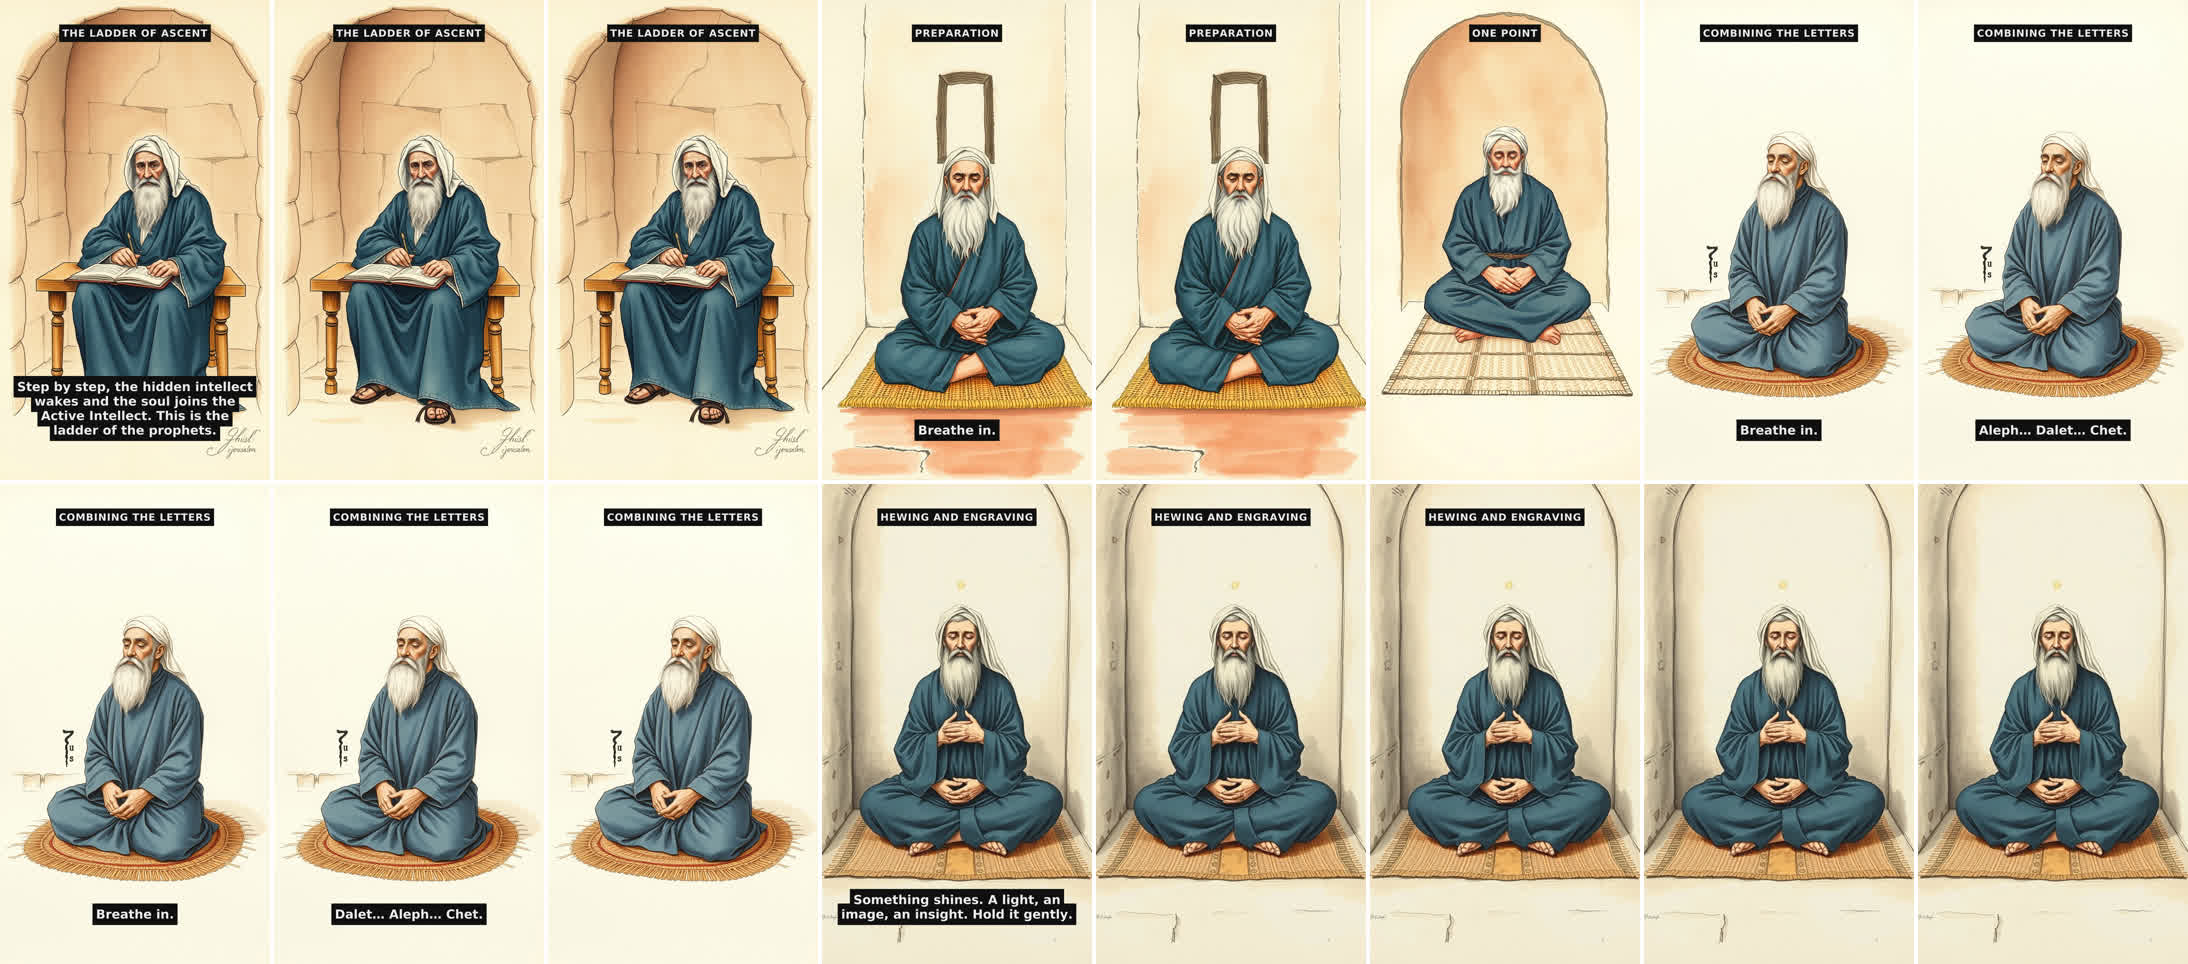 THE LADDER OF ASCENT
Step by step, the hidden intellect
wakes and the soul joins the
Active Intellect. This is the
ladder of the prophets.
THE LADDER OF ASCENT
THE LADDER OF ASCENT
PREPARATION
Breathe in.
PREPARATION
ONE POINT
COMBINING THE LETTERS
u
s
Breathe in.
COMBINING THE LETTERS
u
s
Aleph... Dalet... Chet.
COMBINING THE LETTERS
u
s
Breathe in.
COMBINING THE LETTERS
u
s
Dalet... Aleph... Chet.
COMBINING THE LETTERS
u
s
HEWING AND ENGRAVING
Something shines. A light, an
image, an insight. Hold it gently.
HEWING AND ENGRAVING
HEWING AND ENGRAVING